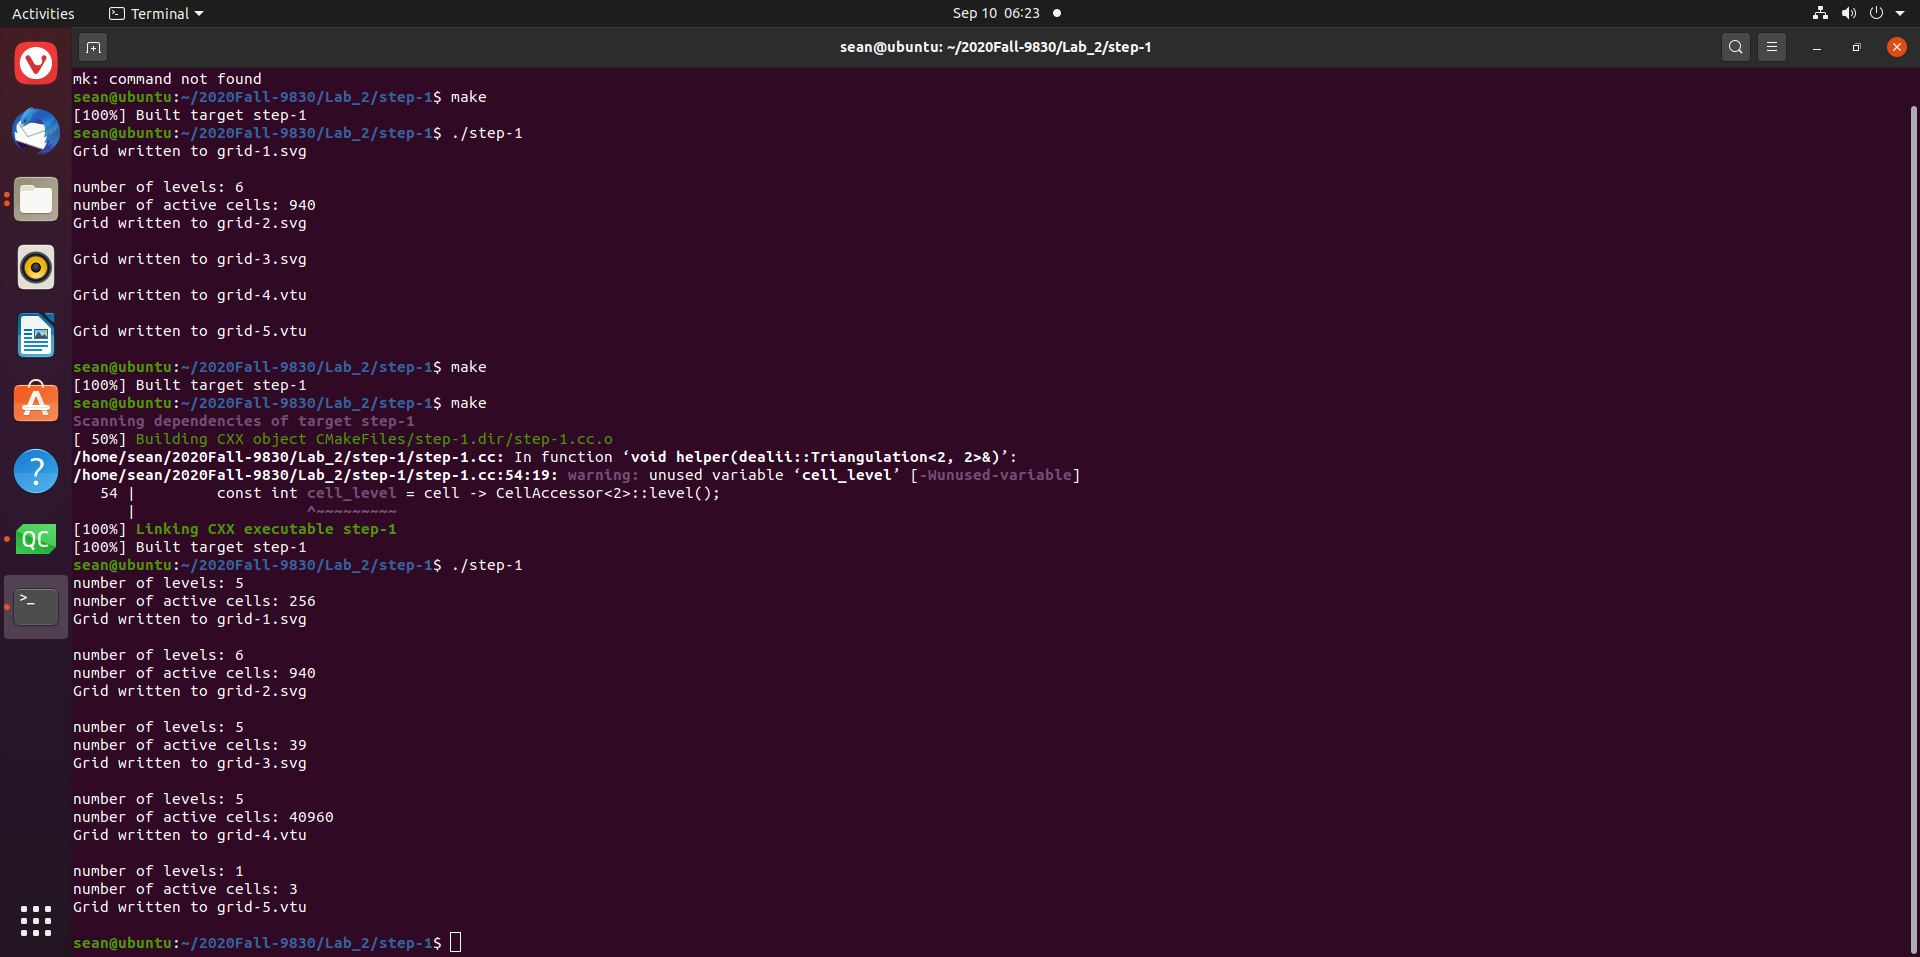 Activities
Terminal
Sep 10 06:23
sean@ubuntu: ~/2020Fall-9830/Lab_2/step-1
mk: command not found
sean@ubuntu:~/2020Fall-9830/Lab_2/step-1$ make
[100%] Built target step-1
sean@ubuntu:~/2020Fall-9830/Lab_2/step-1$ ./step-1
Grid written to grid-1.svg
number of levels: 6
number of active cells: 940
Grid written to grid-2.svg
Grid written to grid-3.svg
Grid written to grid-4.vtu
Grid written to grid-5.vtu
sean@ubuntu:~/2020Fall-9830/Lab_2/step-1$ make
[100%] Built target step-1
sean@ubuntu:~/2020Fall-9830/Lab_2/step-1$ make
Scanning dependencies of target step-1
[ 50%] Building CXX object CMakeFiles/step-1.dir/step-1.cc.o
/home/sean/2020Fall-9830/Lab_2/step-1/step-1.cc: In function ‘void helper(dealii::Triangulation<2, 2>&)’:
/home/sean/2020Fall-9830/Lab_2/step-1/step-1.cc:54:19: warning: unused variable ‘cell_level’ [-Wunused-variable]
54 |         const int cell_level = cell -> CellAccessor<2>::level();
|                   ^~~~~~~~~~
[100%] Linking CXX executable step-1
[100%] Built target step-1
sean@ubuntu:~/2020Fall-9830/Lab_2/step-1$ ./step-1
number of levels: 5
number of active cells: 256
Grid written to grid-1.svg
number of levels: 6
number of active cells: 940
Grid written to grid-2.svg
number of levels: 5
number of active cells: 39
Grid written to grid-3.svg
number of levels: 5
number of active cells: 40960
Grid written to grid-4.vtu
number of levels: 1
number of active cells: 3
Grid written to grid-5.vtu
sean@ubuntu:~/2020Fall-9830/Lab_2/step-1$
QC